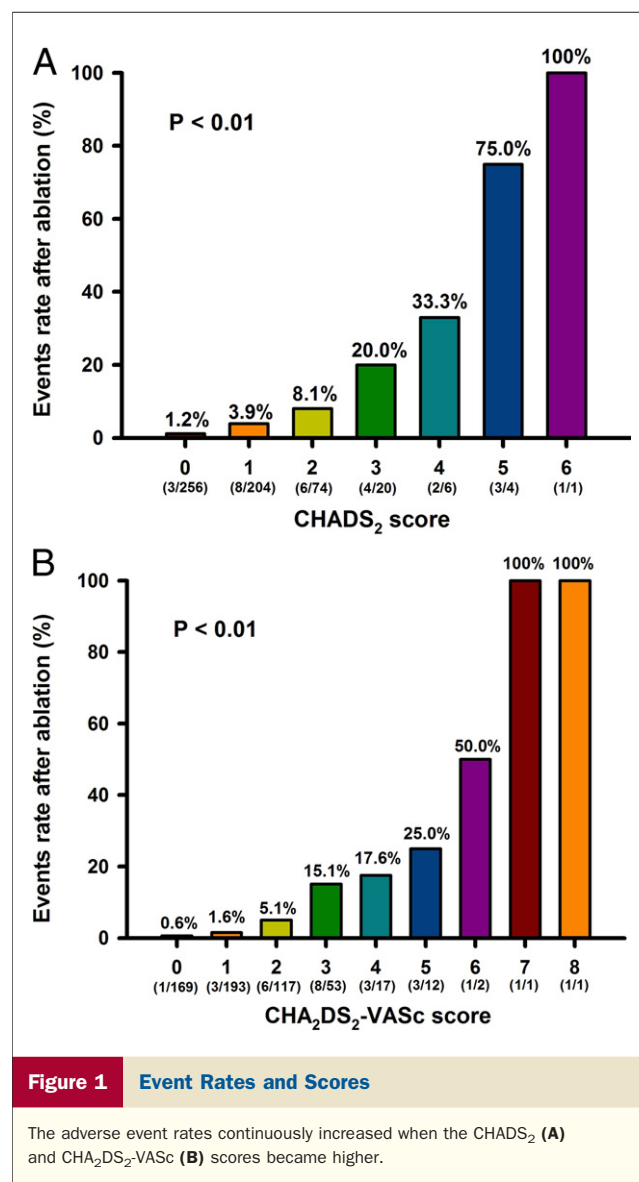 A
Events rate after ablation (%)
100
80
60
40
20
0
P < 0.01
1.2%
3.9%
8.1%
20.0%
33.3%
75.0%
100%
0 1 2 3 4 5 6
(3/256) (8/204) (6/74) (4/20) (2/6) (3/4) (1/1)
CHADS₂ score
B
Events rate after ablation (%)
100
80
60
40
20
0
P < 0.01
0.6%
1.6%
5.1%
15.1%
17.6%
25.0%
50.0%
100%
100%
0 1 2 3 4 5 6 7 8
(1/169) (3/193) (6/117) (8/53) (3/17) (3/12) (1/2) (1/1) (1/1)
CHA₂DS₂-VASc score
Figure 1 Event Rates and Scores
The adverse event rates continuously increased when the CHADS₂ (A)
and CHA₂DS₂-VASc (B) scores became higher.